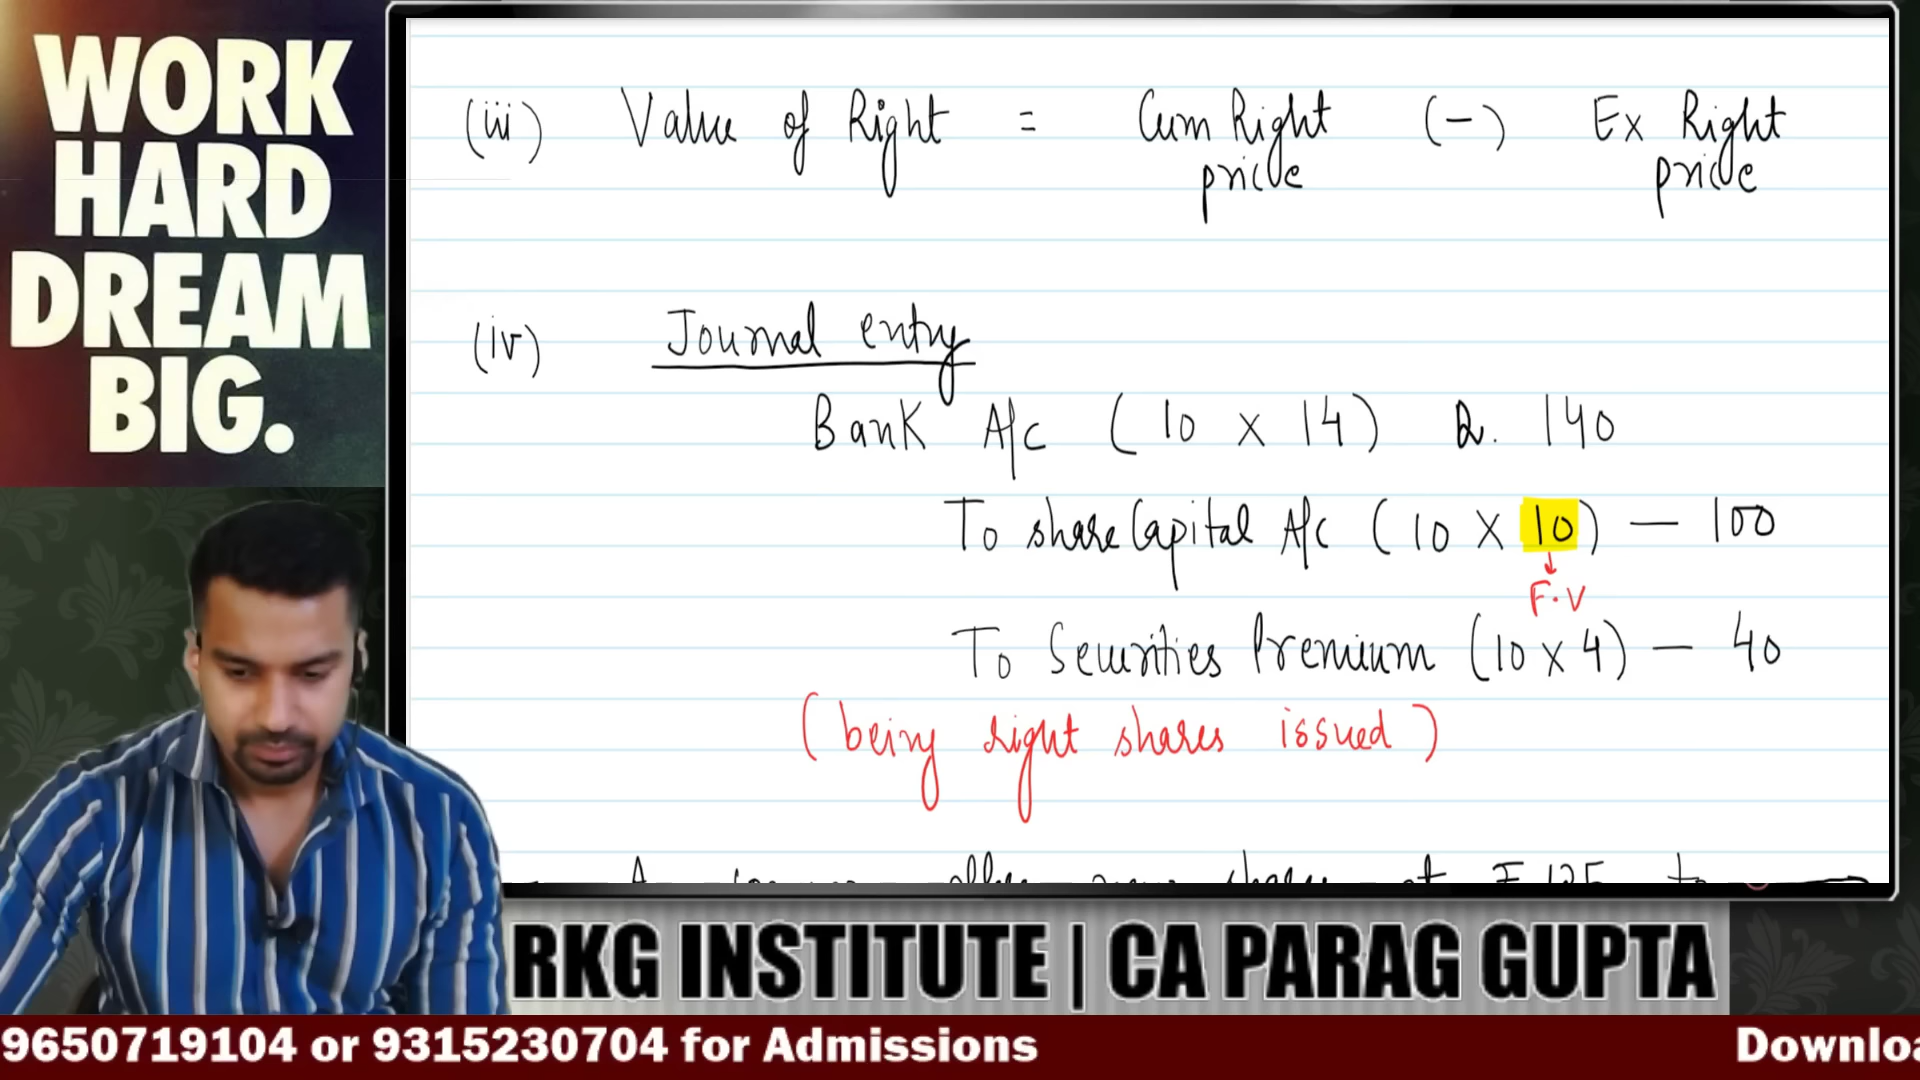 WORK
HARD
DREAM
BIG.
(iii) Value of Right = Cum Right price (-) Ex Right price
(iv) Journal entry
Bank A/c (10 x 14) Dr. 140
To share Capital A/c (10 x 10) — 100
F.V
To Securities Premium (10 x 4) — 40
(being right shares issued)
RKG INSTITUTE | CA PARAG GUPTA
9650719104 or 9315230704 for Admissions